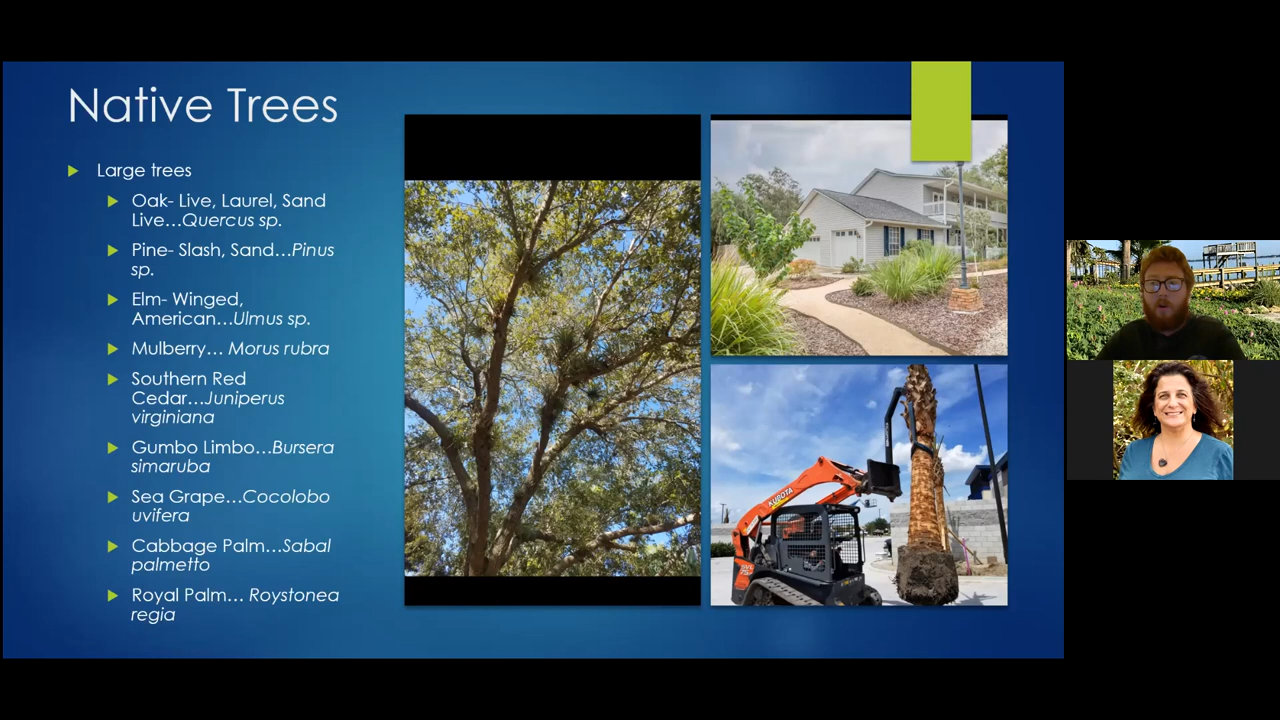 Native Trees
Large trees
Oak- Live, Laurel, Sand
Live...Quercus sp.
Pine- Slash, Sand...Pinus
sp.
Elm- Winged,
American...Ulmus sp.
Mulberry... Morus rubra
Southern Red
Cedar...Juniperus
virginiana
Gumbo Limbo...Bursera
simaruba
Sea Grape...Cocolobo
uvifera
Cabbage Palm...Sabal
palmetto
Royal Palm... Roystonea
regia
KUBOTA